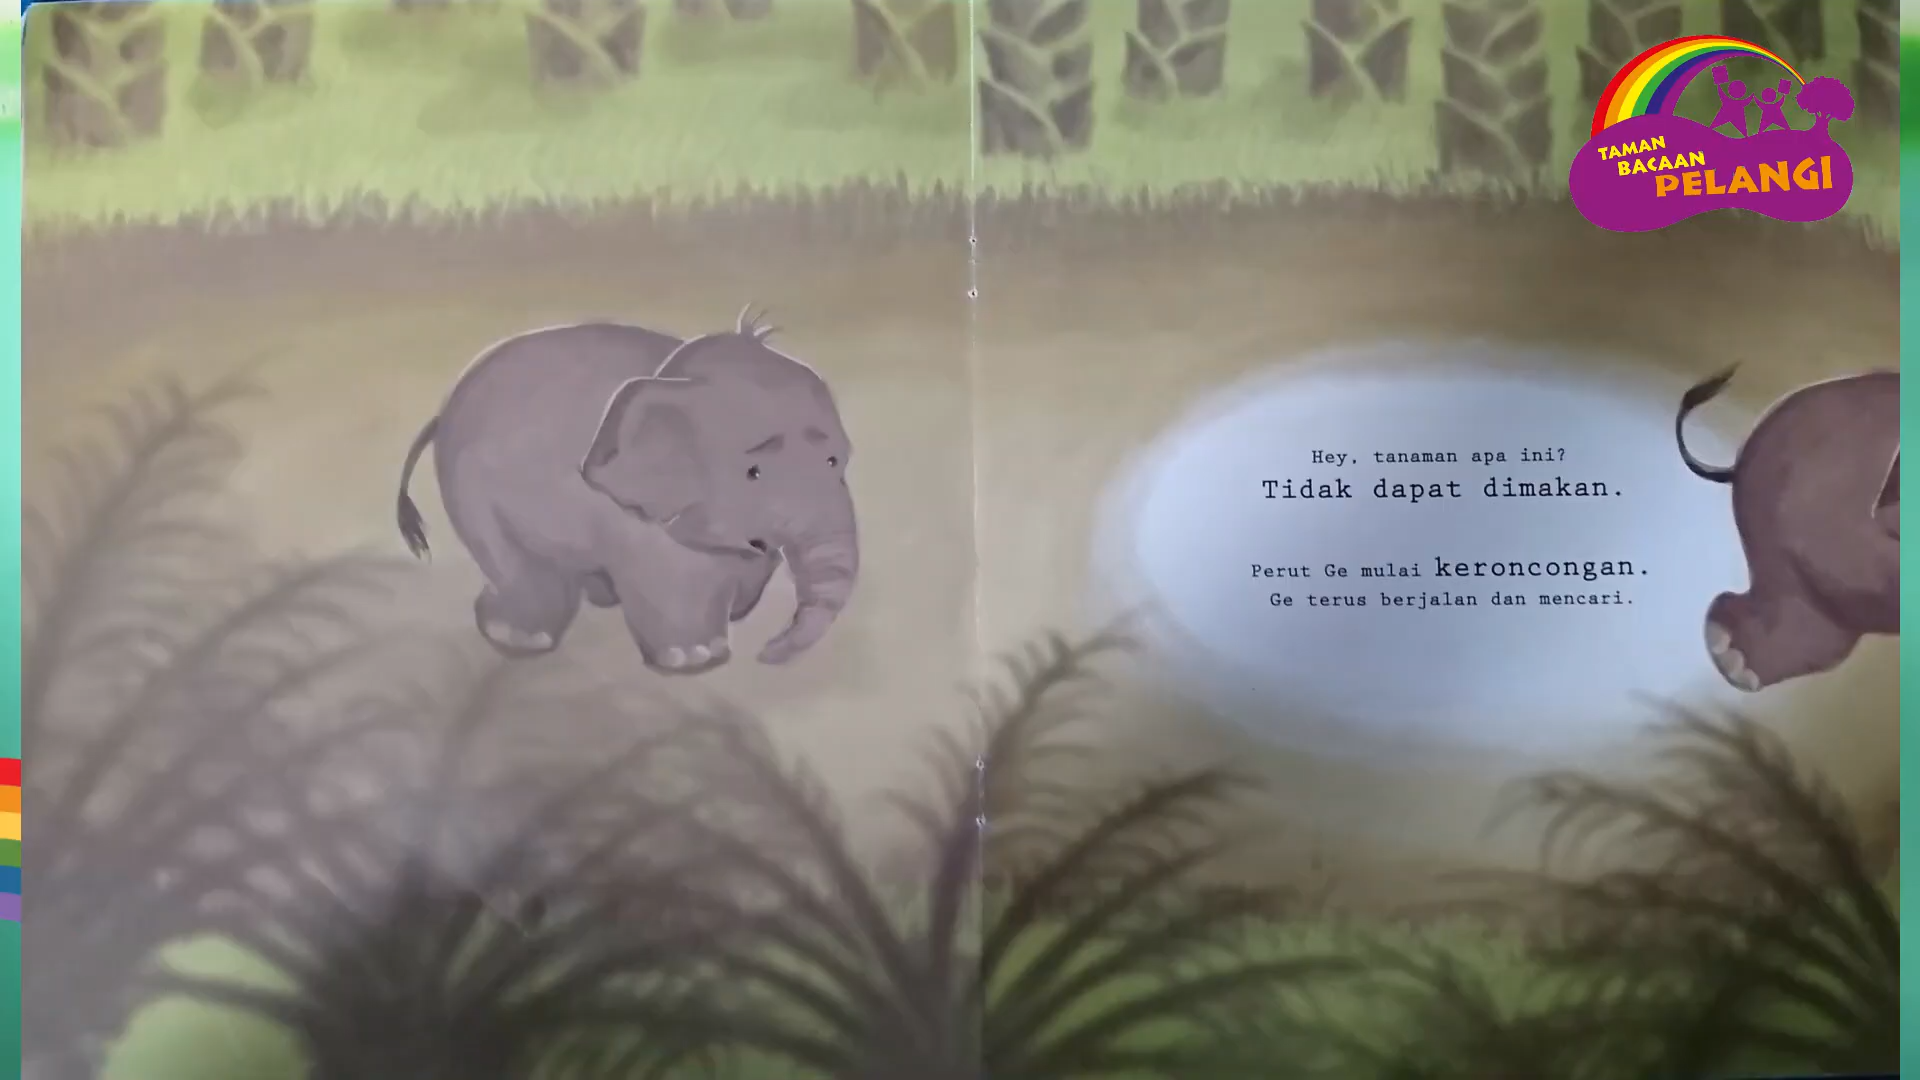 TAMAN
BACAAN
PELANGI
Hey, tanaman apa ini?
Tidak dapat dimakan.
Perut Ge mulai keroncongan.
Ge terus berjalan dan mencari.